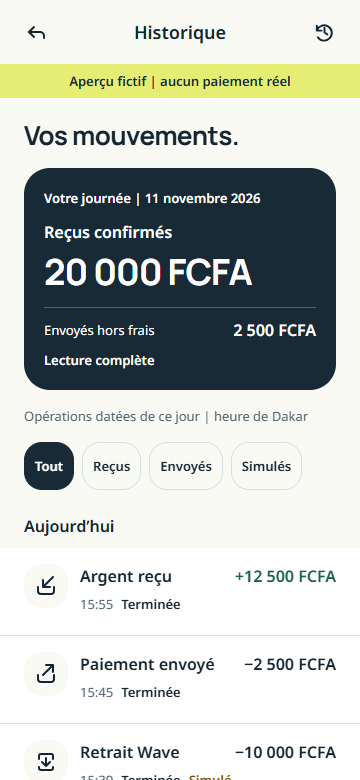 Historique
Aperçu fictif | aucun paiement réel
Vos mouvements.
Votre journée | 11 novembre 2026
Reçus confirmés
20 000 FCFA
Envoyés hors frais 2 500 FCFA
Lecture complète
Opérations datées de ce jour | heure de Dakar
Tout Reçus Envoyés Simulés
Aujourd’hui
Argent reçu +12 500 FCFA
15:55 Terminée
Paiement envoyé −2 500 FCFA
15:45 Terminée
Retrait Wave −10 000 FCFA
15:39 Terminée Simulé